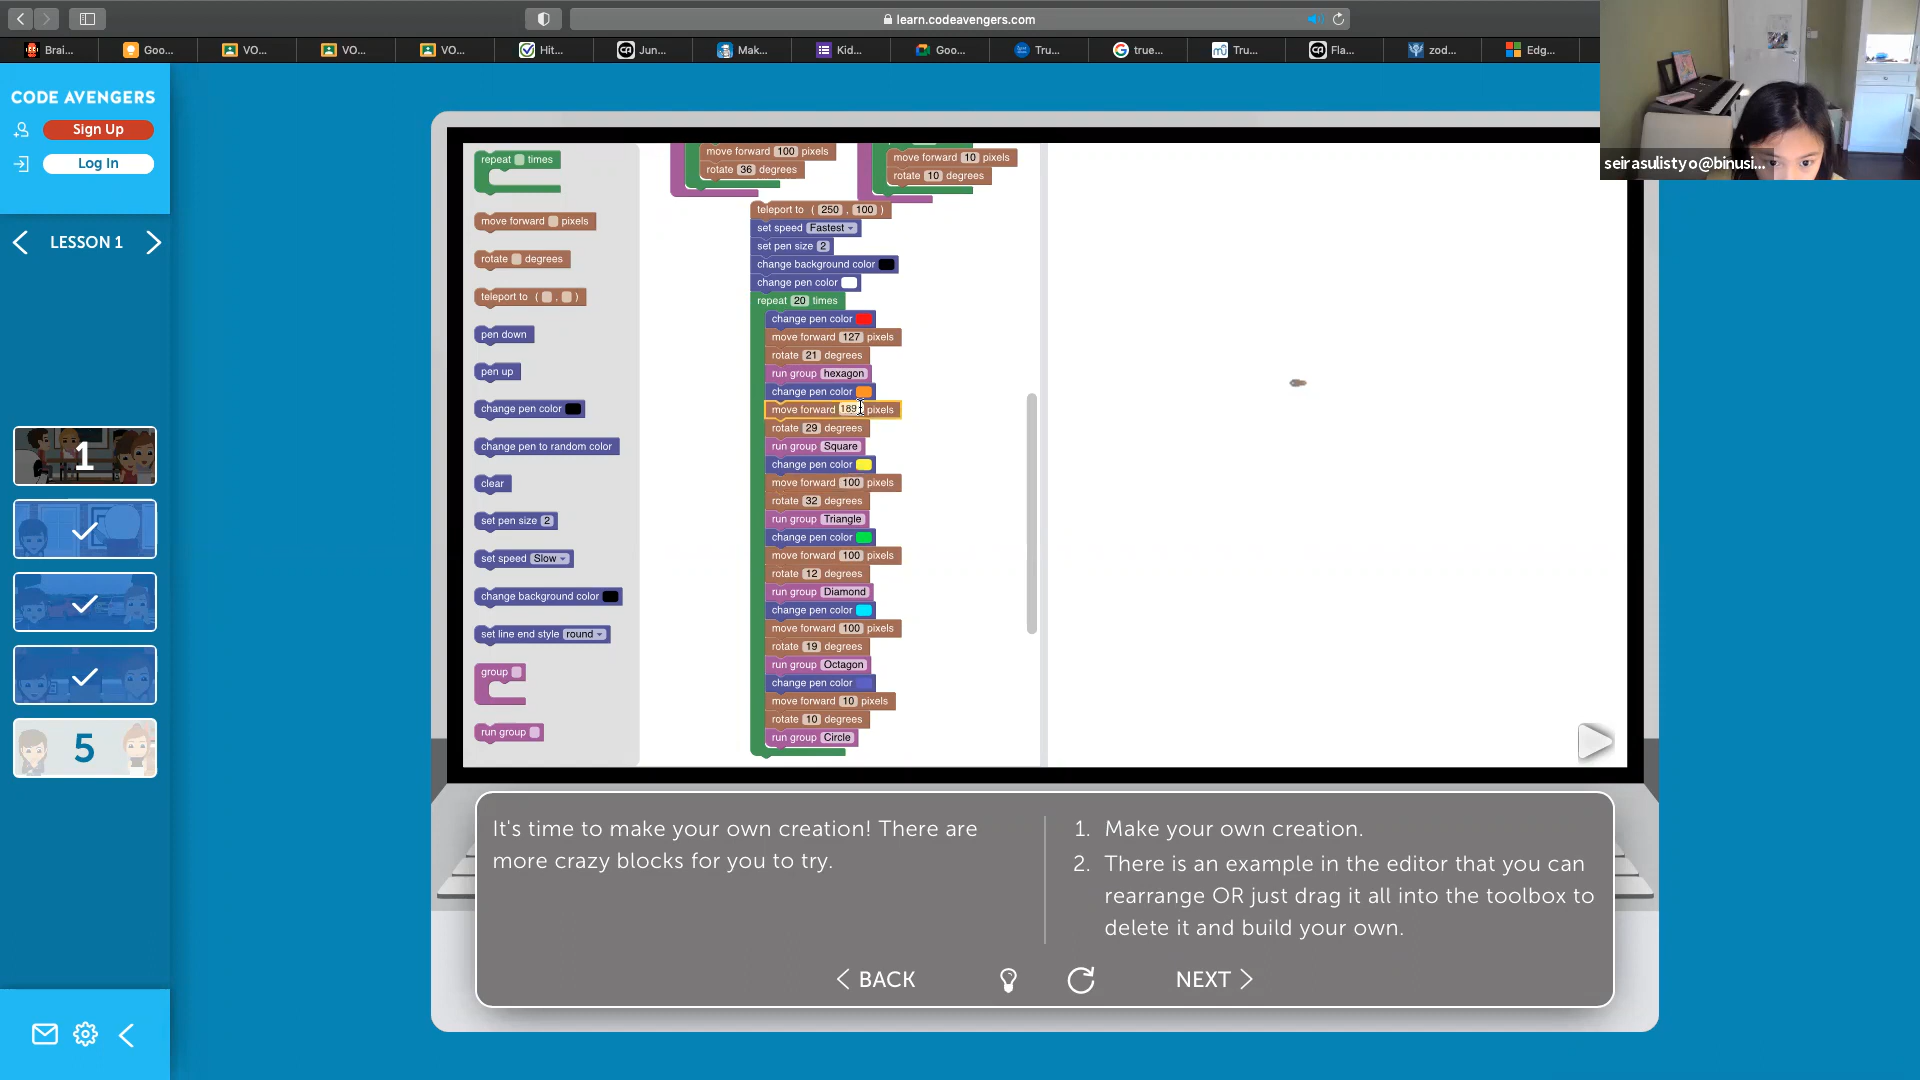 learn.codeavengers.com
Brai...
Goo...
VO...
VO...
VO...
Hit...
Jun...
Mak...
Kid...
Goo...
Tru...
true...
Tru...
Fla...
zod...
Edg...
CODE AVENGERS
Sign Up
Log In
LESSON 1
1
5
repeat times
move forward pixels
rotate degrees
teleport to ( , )
pen down
pen up
change pen color
change pen to random color
clear
set pen size 2
set speed Slow
change background color
set line end style round
group
run group
move forward 100 pixels
rotate 36 degrees
move forward 10 pixels
rotate 10 degrees
teleport to ( 250 , 100 )
set speed Fastest
set pen size 2
change background color
change pen color
repeat 20 times
change pen color
move forward 127 pixels
rotate 21 degrees
run group hexagon
change pen color
move forward 189 pixels
rotate 29 degrees
run group Square
change pen color
move forward 100 pixels
rotate 32 degrees
run group Triangle
change pen color
move forward 100 pixels
rotate 12 degrees
run group Diamond
change pen color
move forward 100 pixels
rotate 19 degrees
run group Octagon
change pen color
move forward 10 pixels
rotate 10 degrees
run group Circle
seirasulistyo@binusi...
It's time to make your own creation! There are
more crazy blocks for you to try.
1. Make your own creation.
2. There is an example in the editor that you can
rearrange OR just drag it all into the toolbox to
delete it and build your own.
BACK
NEXT